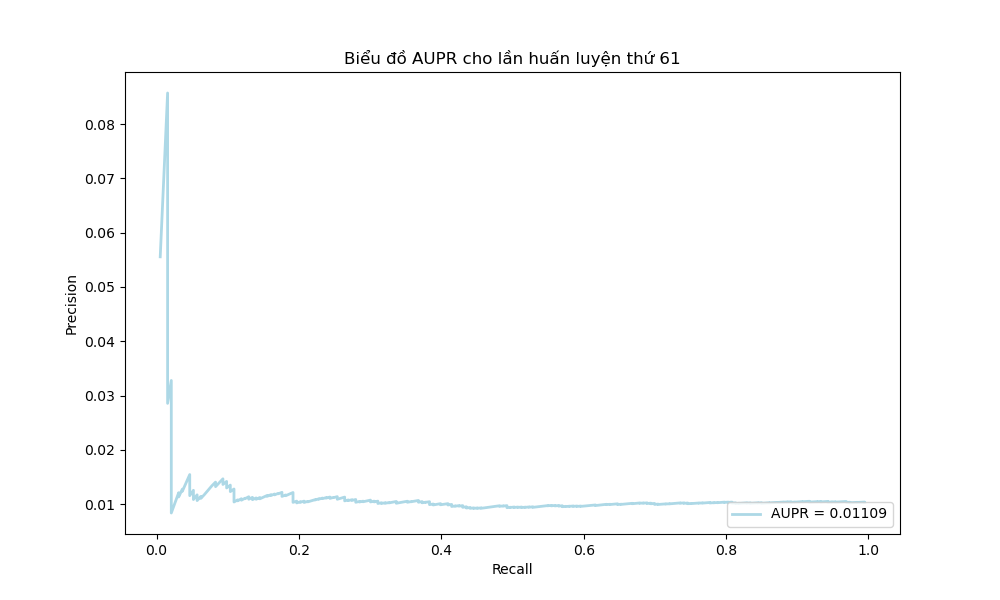 Biểu đồ AUPR cho lần huấn luyện thứ 61
0.08
0.07
0.06
0.05
0.04
0.03
0.02
0.01
Precision
AUPR = 0.01109
0.0 0.2 0.4 0.6 0.8 1.0
Recall